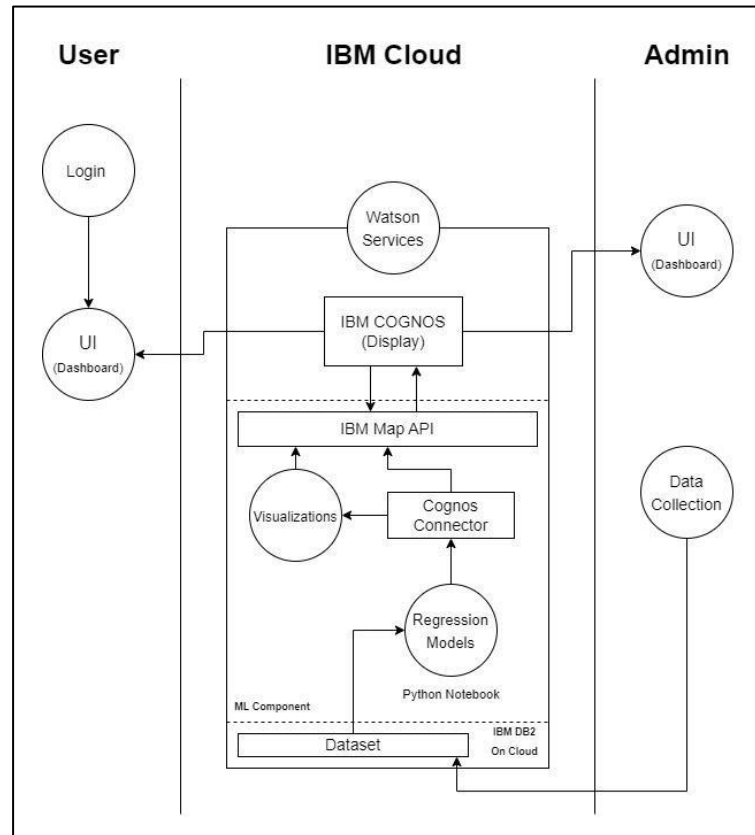 User
IBM Cloud
Admin
Login
Watson
Services
UI
(Dashboard)
IBM COGNOS
(Display)
UI
(Dashboard)
IBM Map API
Visualizations
Cognos
Connector
Data
Collection
Regression
Models
Python Notebook
ML Component
IBM DB2
On Cloud
Dataset